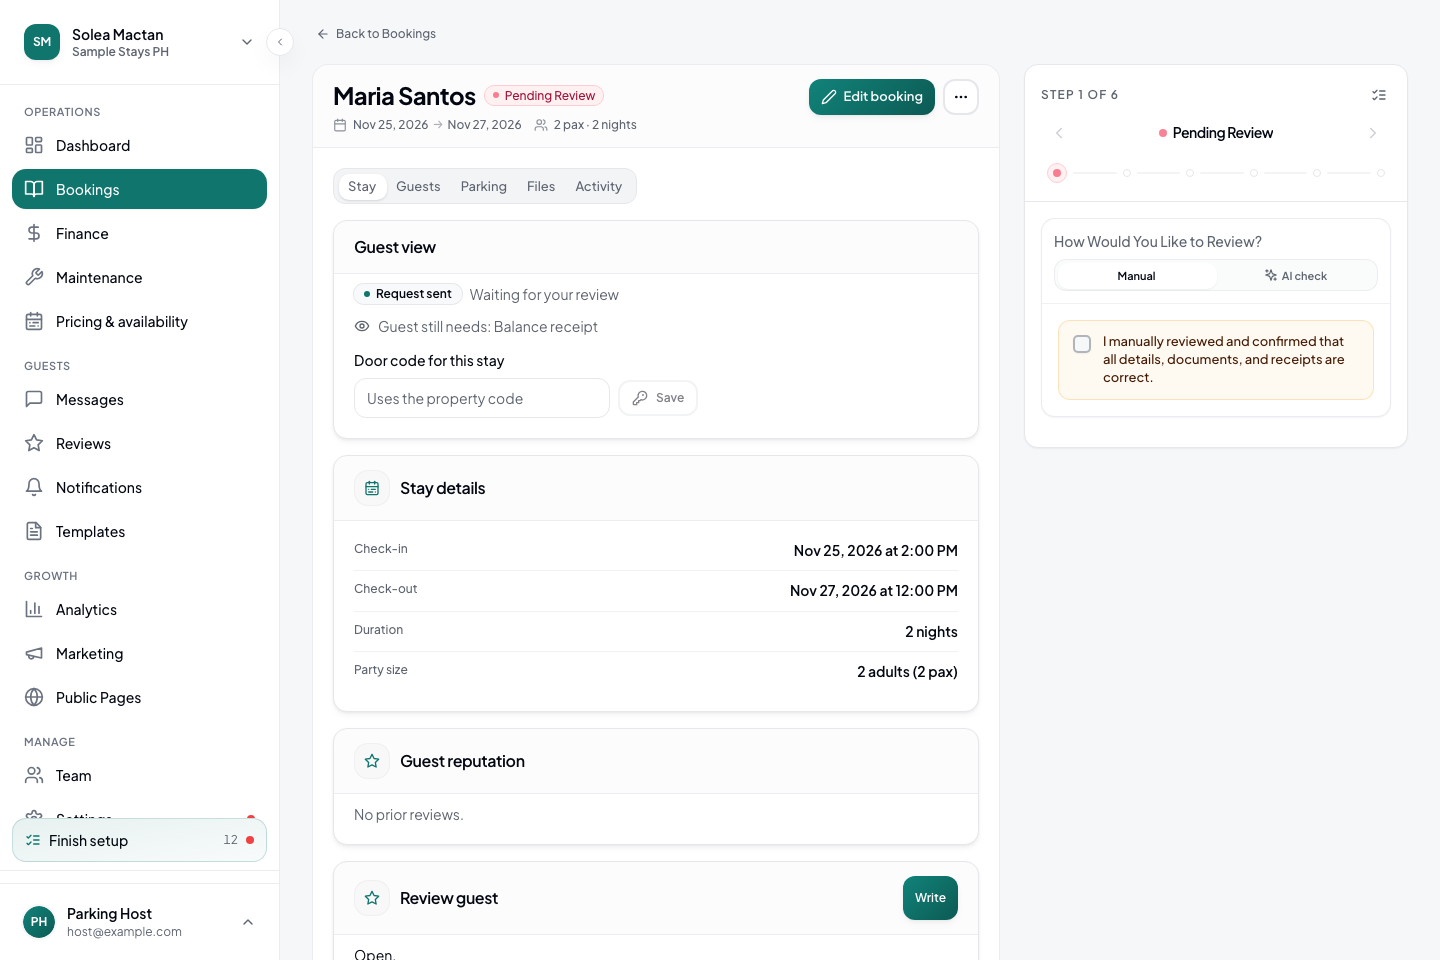 SM
Solea Mactan
Sample Stays PH
OPERATIONS
Dashboard
Bookings
Finance
Maintenance
Pricing & availability
GUESTS
Messages
Reviews
Notifications
Templates
GROWTH
Analytics
Marketing
Public Pages
MANAGE
Team
Settings
Finish setup 12
PH
Parking Host
host@example.com
Back to Bookings
Maria Santos Pending Review
Edit booking
Nov 25, 2026 → Nov 27, 2026 2 pax · 2 nights
Stay Guests Parking Files Activity
Guest view
Request sent Waiting for your review
Guest still needs: Balance receipt
Door code for this stay
Uses the property code Save
Stay details
Check-in Nov 25, 2026 at 2:00 PM
Check-out Nov 27, 2026 at 12:00 PM
Duration 2 nights
Party size 2 adults (2 pax)
Guest reputation
No prior reviews.
Review guest Write
Open.
STEP 1 OF 6
Pending Review
How Would You Like to Review?
Manual AI check
I manually reviewed and confirmed that
all details, documents, and receipts are
correct.